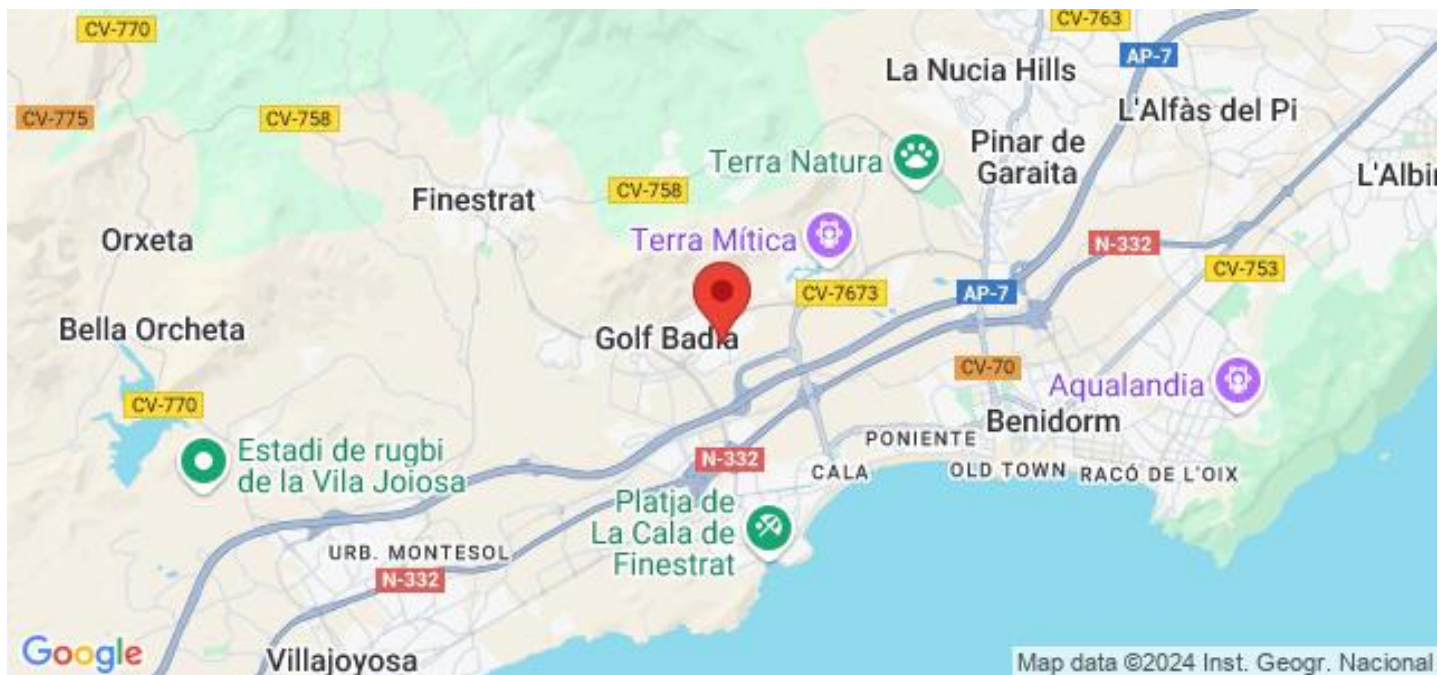 CV-770
CV-763
La Nucia Hills
AP-7
CV-775
CV-758
L'Alfàs del Pi
Terra Natura
Pinar de
Garaita
Finestrat
CV-758
L'Albir
Orxeta
Terra Mítica
N-332
CV-753
CV-7673
AP-7
Bella Orcheta
Golf Badia
CV-70
Aqualandia
CV-770
Benidorm
PONIENTE
Estadi de rugbi
de la Vila Joiosa
N-332
CALA
OLD TOWN
RACÓ DE L'OIX
Platja de
La Cala de
Finestrat
URB. MONTESOL
N-332
Google
Villajoyosa
Map data ©2024 Inst. Geogr. Nacional